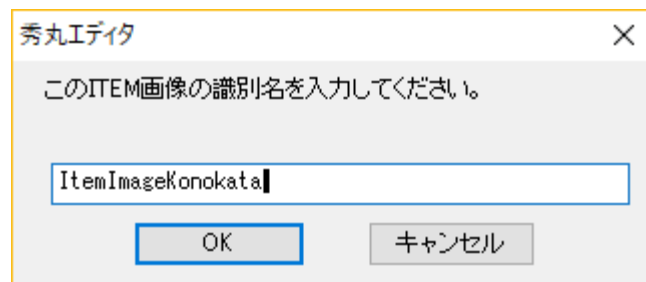 秀丸エディタ
このITEM画像の識別名を入力してください。
ItemImageKonokata
OK キャンセル